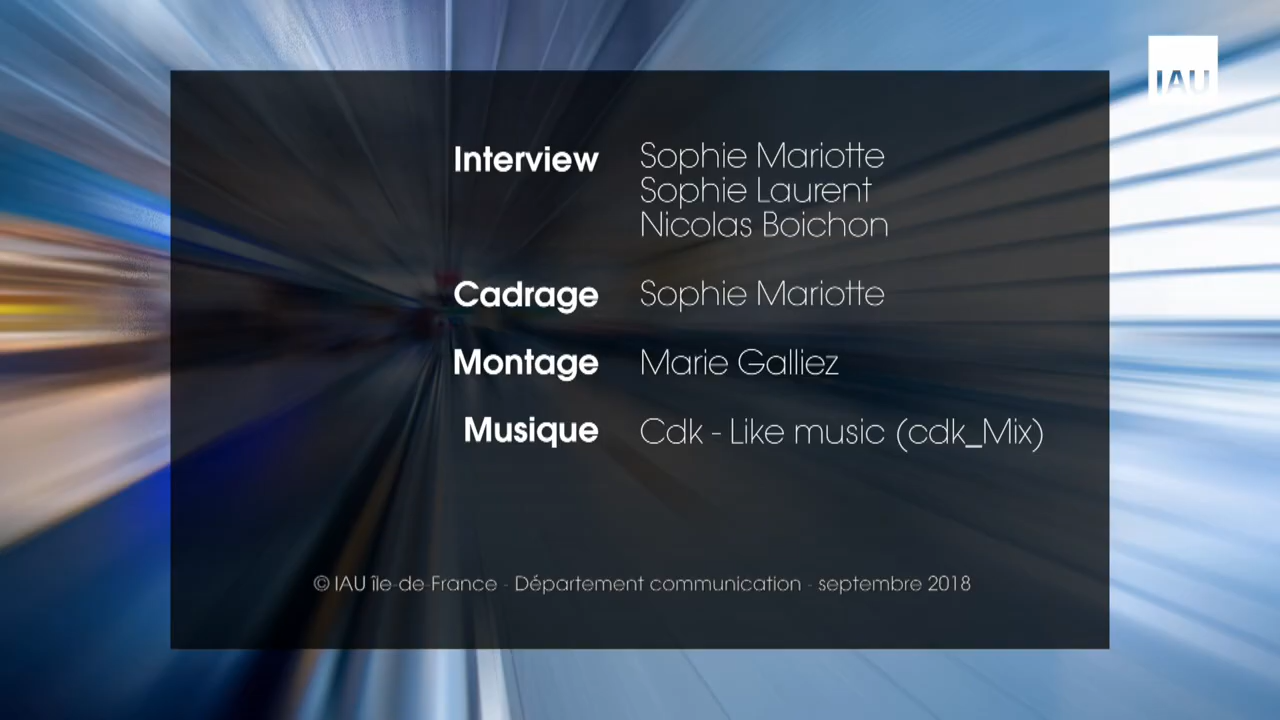 IAU
Interview Sophie Mariotte
Sophie Laurent
Nicolas Boichon
Cadrage Sophie Mariotte
Montage Marie Galliez
Musique Cdk - Like music (cdk_Mix)
© IAU île-de-France - Département communication - septembre 2018